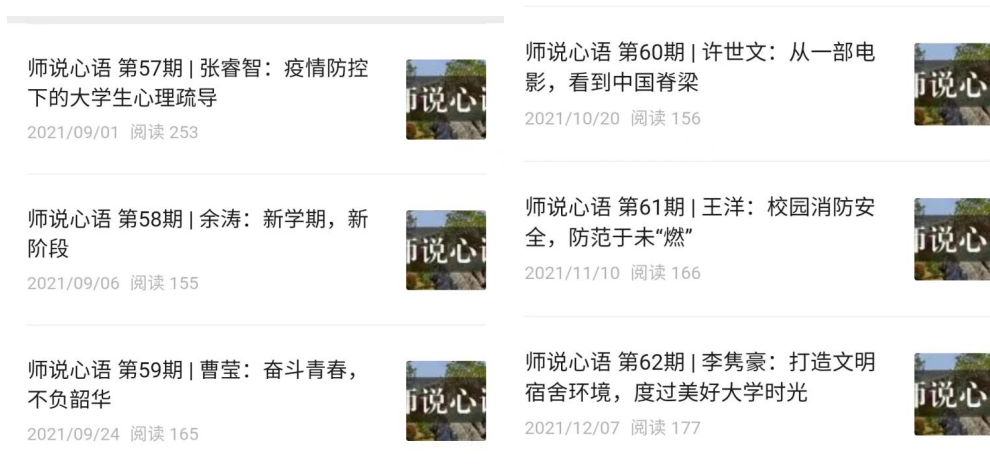 师说心语 第57期 | 张睿智：疫情防控
下的大学生心理疏导
2021/09/01 阅读 253
师说心语 第58期 | 余涛：新学期，新
阶段
2021/09/06 阅读 155
师说心语 第59期 | 曹莹：奋斗青春，
不负韶华
2021/09/24 阅读 165
师说心语 第60期 | 许世文：从一部电
影，看到中国脊梁
2021/10/20 阅读 156
师说心语 第61期 | 王洋：校园消防安
全，防范于未“燃”
2021/11/10 阅读 166
师说心语 第62期 | 李隽豪：打造文明
宿舍环境，度过美好大学时光
2021/12/07 阅读 177